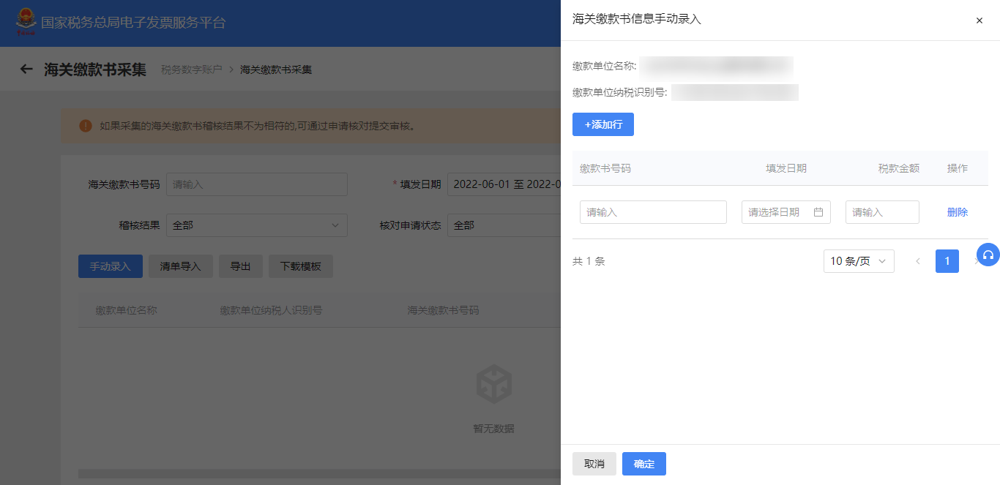 国家税务总局电子发票服务平台
海关缴款书采集 税务数字账户 > 海关缴款书采集
如果采集的海关缴款书稽核结果不为相符的,可通过申请核对提交审核。
海关缴款书号码 请输入 * 填发日期 2022-06-01 至 2022-0
稽核结果 全部 核对申请状态 全部
手动录入 清单导入 导出 下载模板
缴款单位名称 缴款单位纳税人识别号 海关缴款书号码
暂无数据
海关缴款书信息手动录入
缴款单位名称:
缴款单位纳税识别号:
+添加行
缴款书号码 填发日期 税款金额 操作
请输入 请选择日期 请输入 删除
共 1 条 10 条/页 1
取消 确定